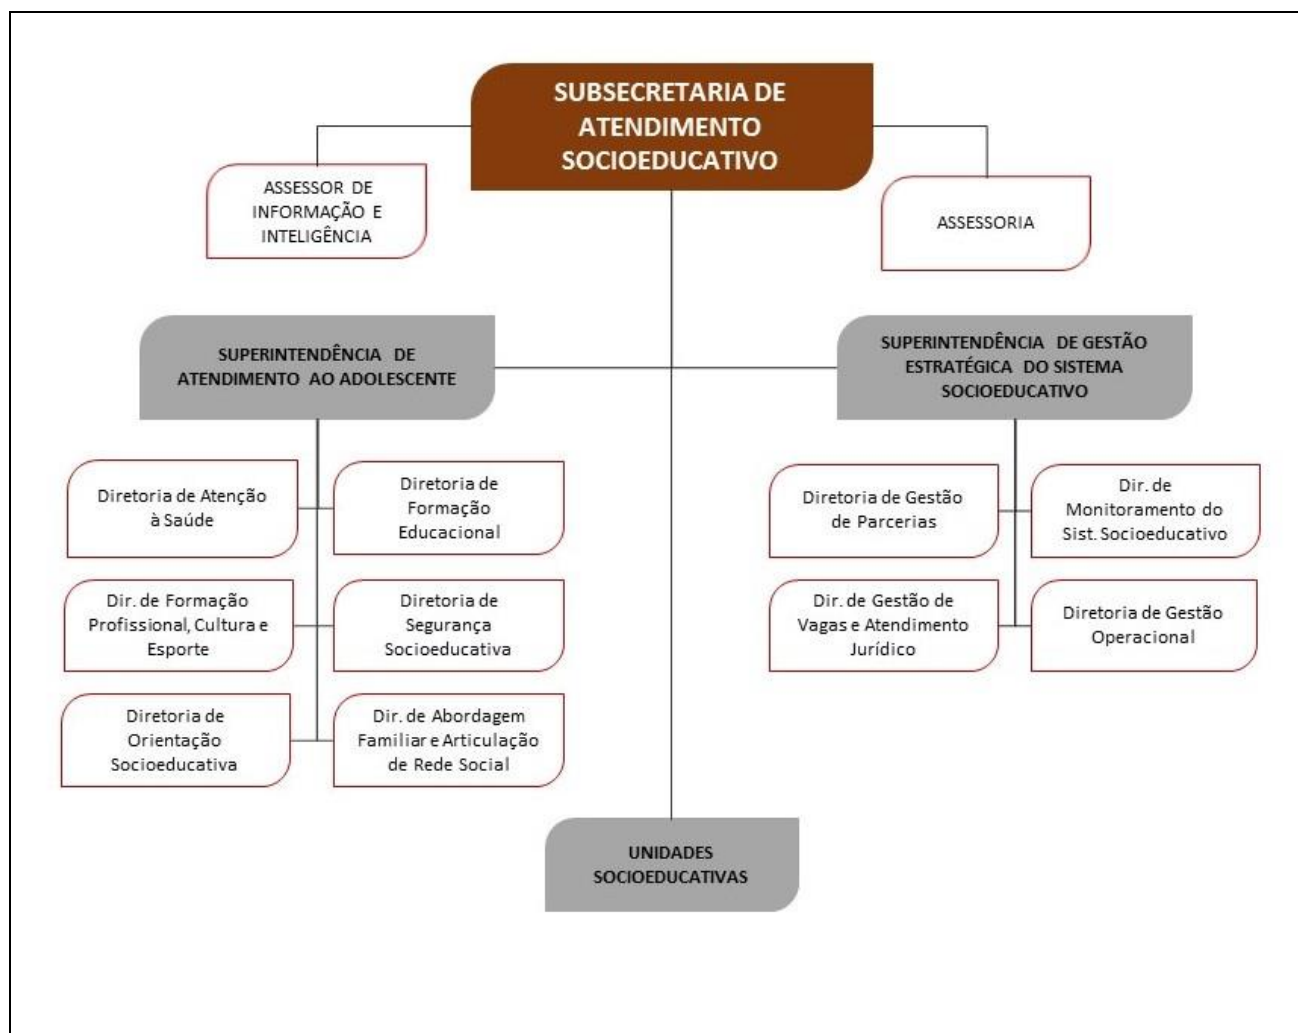 SUBSECRETARIA DE
ATENDIMENTO
SOCIOEDUCATIVO
ASSESSOR DE
INFORMAÇÃO E
INTELIGÊNCIA
ASSESSORIA
SUPERINTENDÊNCIA DE
ATENDIMENTO AO ADOLESCENTE
SUPERINTENDÊNCIA DE GESTÃO
ESTRATÉGICA DO SISTEMA
SOCIOEDUCATIVO
Diretoria de Atenção
à Saúde
Diretoria de
Formação
Educacional
Diretoria de Gestão
de Parcerias
Dir. de
Monitoramento do
Sist. Socioeducativo
Dir. de Formação
Profissional, Cultura e
Esporte
Diretoria de
Segurança
Socioeducativa
Dir. de Gestão de
Vagas e Atendimento
Jurídico
Diretoria de Gestão
Operacional
Diretoria de
Orientação
Socioeducativa
Dir. de Abordagem
Familiar e Articulação
de Rede Social
UNIDADES
SOCIOEDUCATIVAS